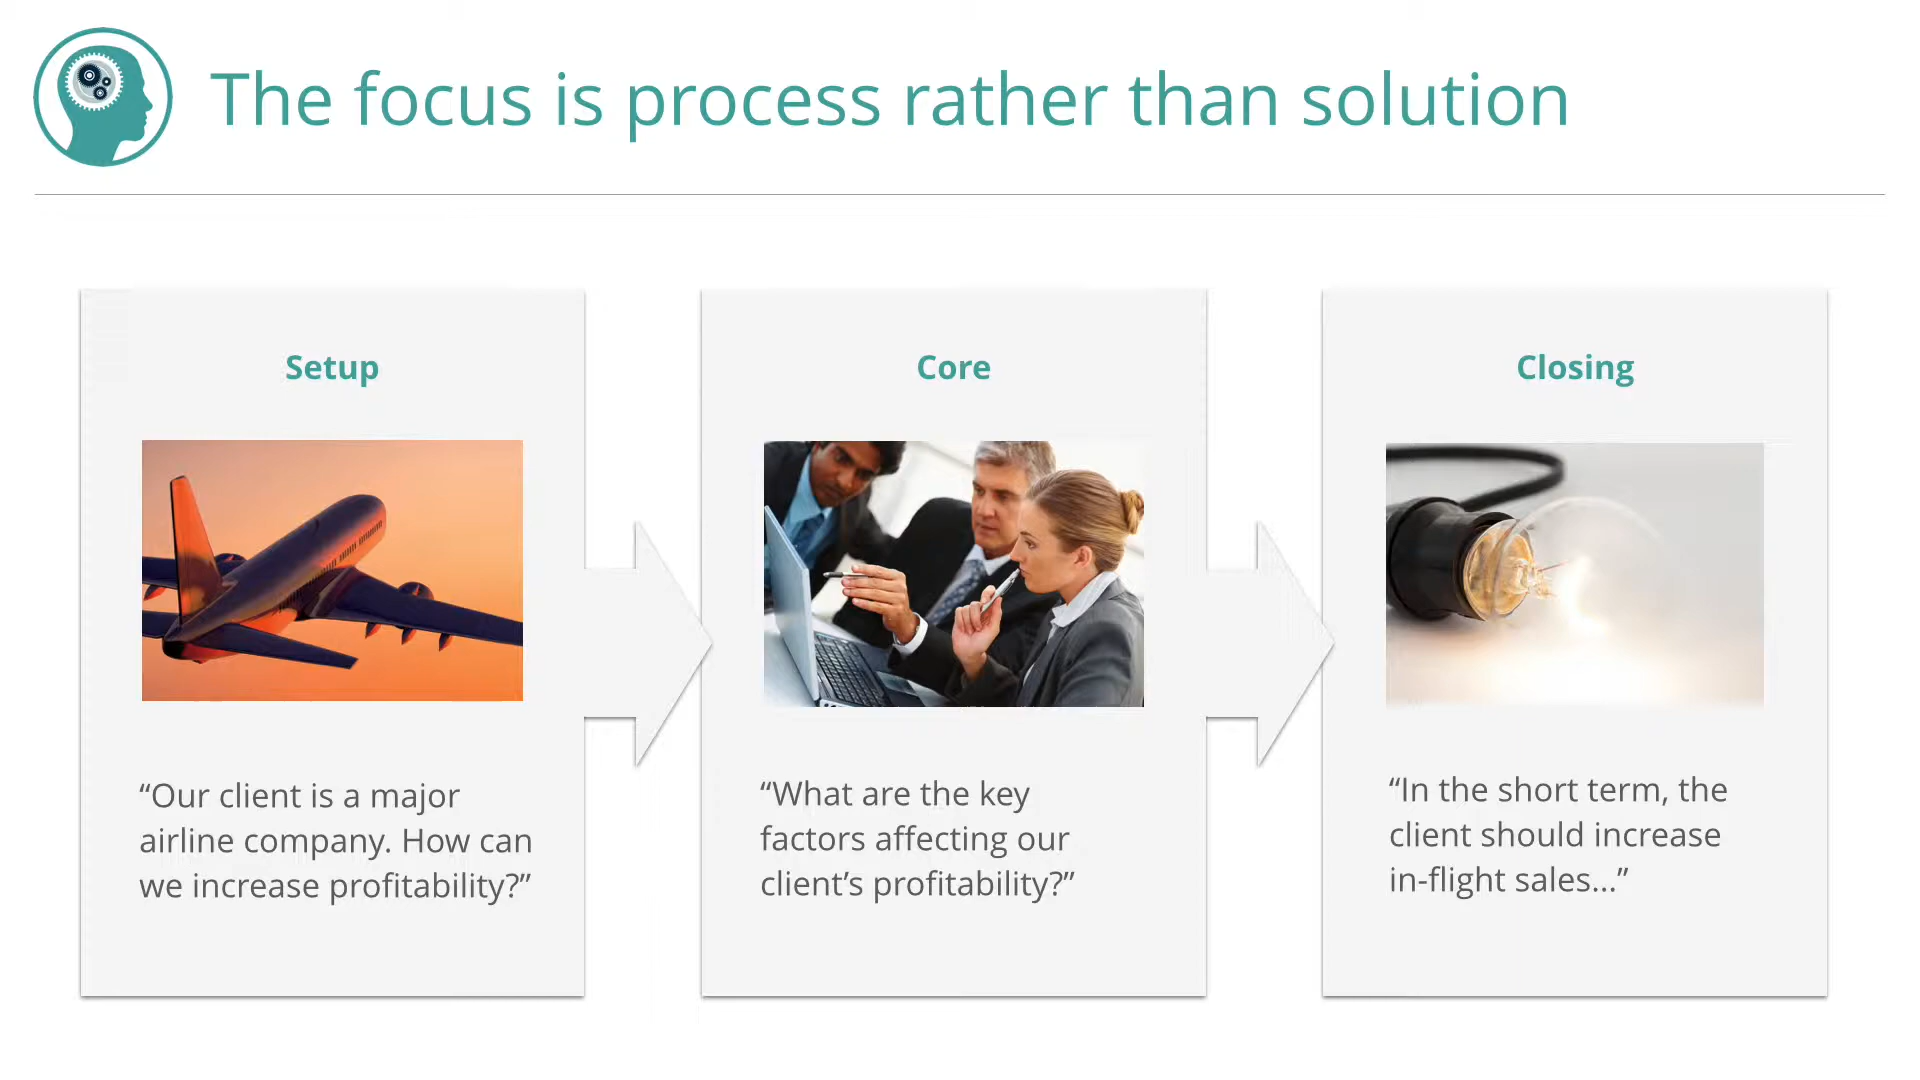 The focus is process rather than solution
Setup
“Our client is a major
airline company. How can
we increase profitability?”
Core
“What are the key
factors affecting our
client’s profitability?”
Closing
“In the short term, the
client should increase
in-flight sales...”